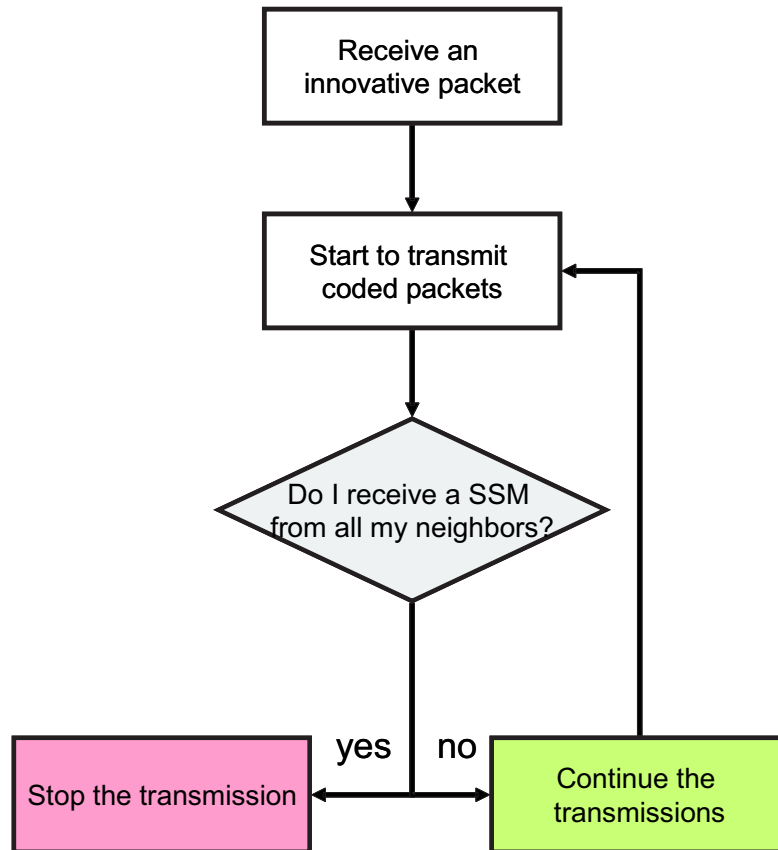 Receive an
innovative packet
Start to transmit
coded packets
Do I receive a SSM
from all my neighbors?
yes
no
Stop the transmission
Continue the
transmissions